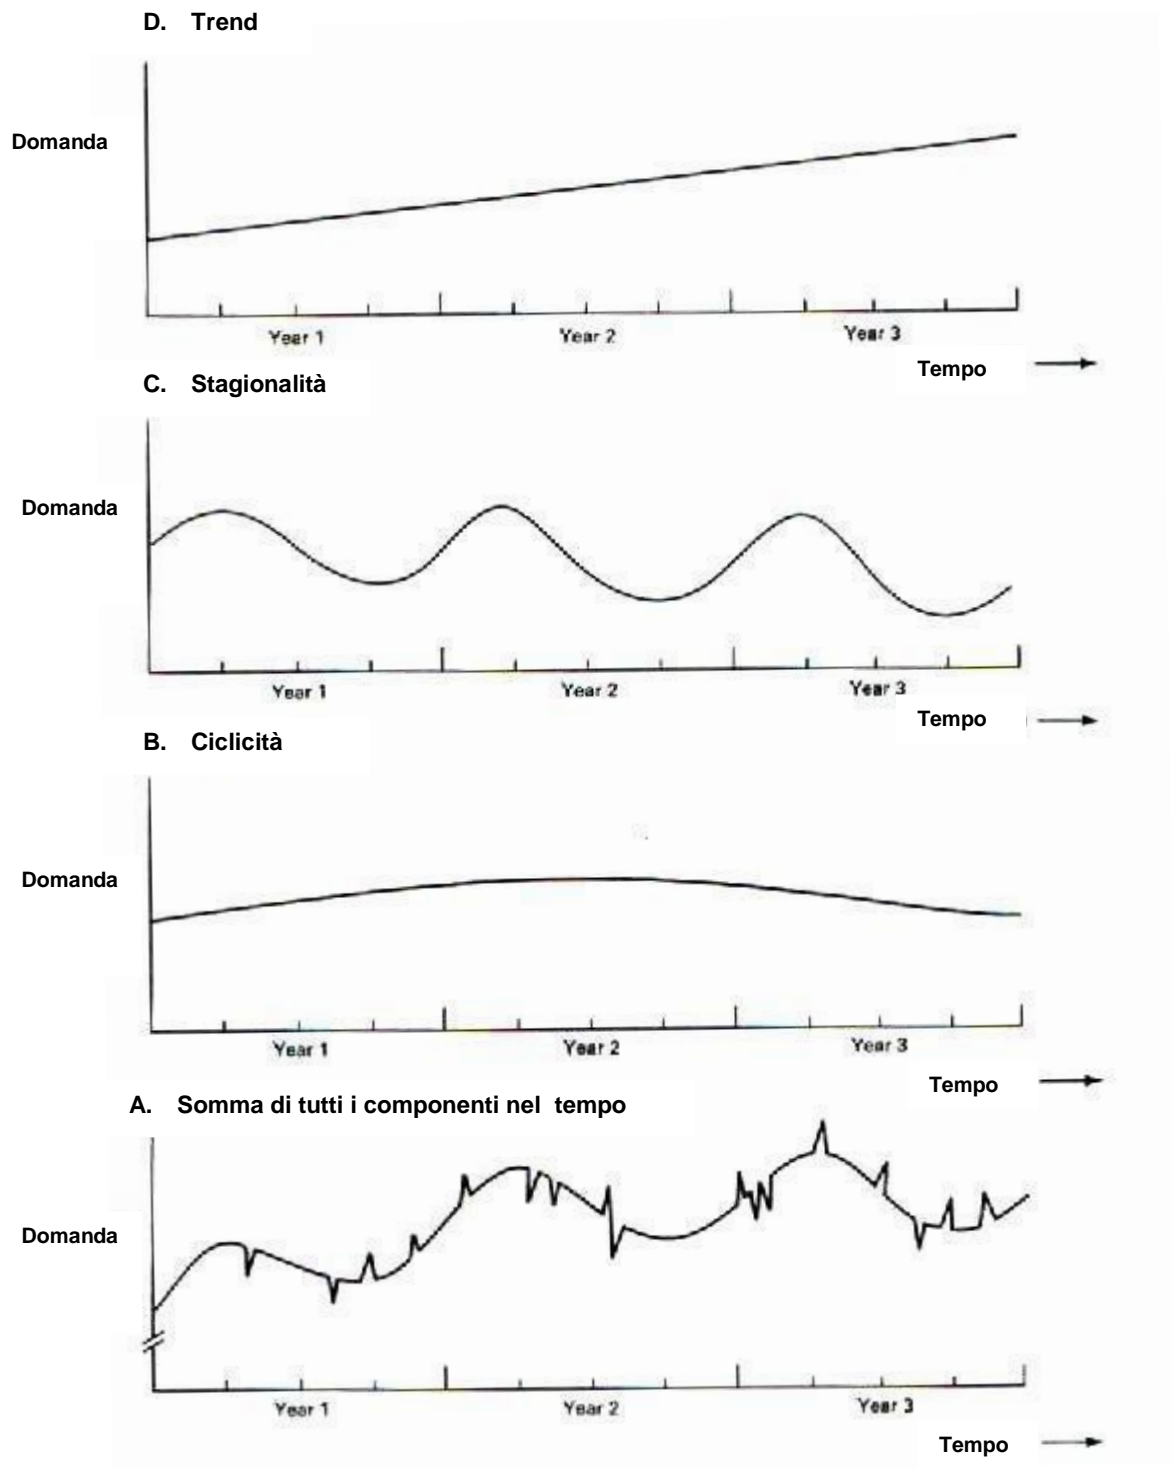 D. Trend
Domanda
Year 1 Year 2 Year 3
Tempo
C. Stagionalità
Domanda
Year 1 Year 2 Year 3
Tempo
B. Ciclicità
Domanda
Year 1 Year 2 Year 3
Tempo
A. Somma di tutti i componenti nel tempo
Domanda
Year 1 Year 2 Year 3
Tempo